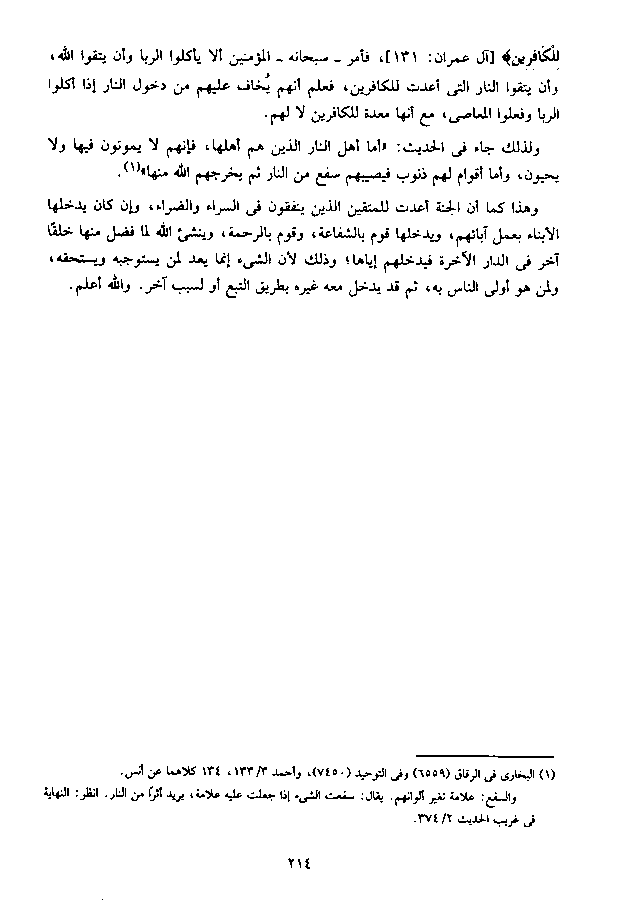 لِلْكَافِرِينَ﴾ [آل عمران: ١٣١]، فأمر ـ سبحانه ـ المؤمنين ألا يأكلوا الربا وأن يتقوا الله،
وأن يتقوا النار التى أعدت للكافرين، فعلم أنهم يُخاف عليهم من دخول النار إذا أكلوا
الربا وفعلوا المعاصى، مع أنها معدة للكافرين لا لهم.
ولذلك جاء فى الحديث: «أما أهل النار الذين هم أهلها، فإنهم لا يموتون فيها ولا
يحيون، وأما أقوام لهم ذنوب فيصيبهم سفع من النار ثم يخرجهم الله منها»(١).
وهذا كما أن الجنة أعدت للمتقين الذين ينفقون فى السراء والضراء، وإن كان يدخلها
الأبناء بعمل آبائهم، ويدخلها قوم بالشفاعة، وقوم بالرحمة، وينشئ الله لما فضل منها خلقًا
آخر فى الدار الآخرة فيدخلهم إياها؛ وذلك لأن الشىء إنما يعد لمن يستوجبه ويستحقه،
ولمن هو أولى الناس به، ثم قد يدخل معه غيره بطريق التبع أو لسبب آخر. والله أعلم.
(١) البخارى فى الرقاق (٦٥٥٩) وفى التوحيد (٧٤٥٠)، وأحمد ٣/ ١٣٣، ١٣٤ كلاهما عن أنس.
والسفع: علامة تغير ألوانهم. يقال: سفعت الشىء إذا جعلت عليه علامة، يريد أثرًا من النار. انظر: النهاية
فى غريب الحديث ٢/ ٣٧٤.
٢١٤